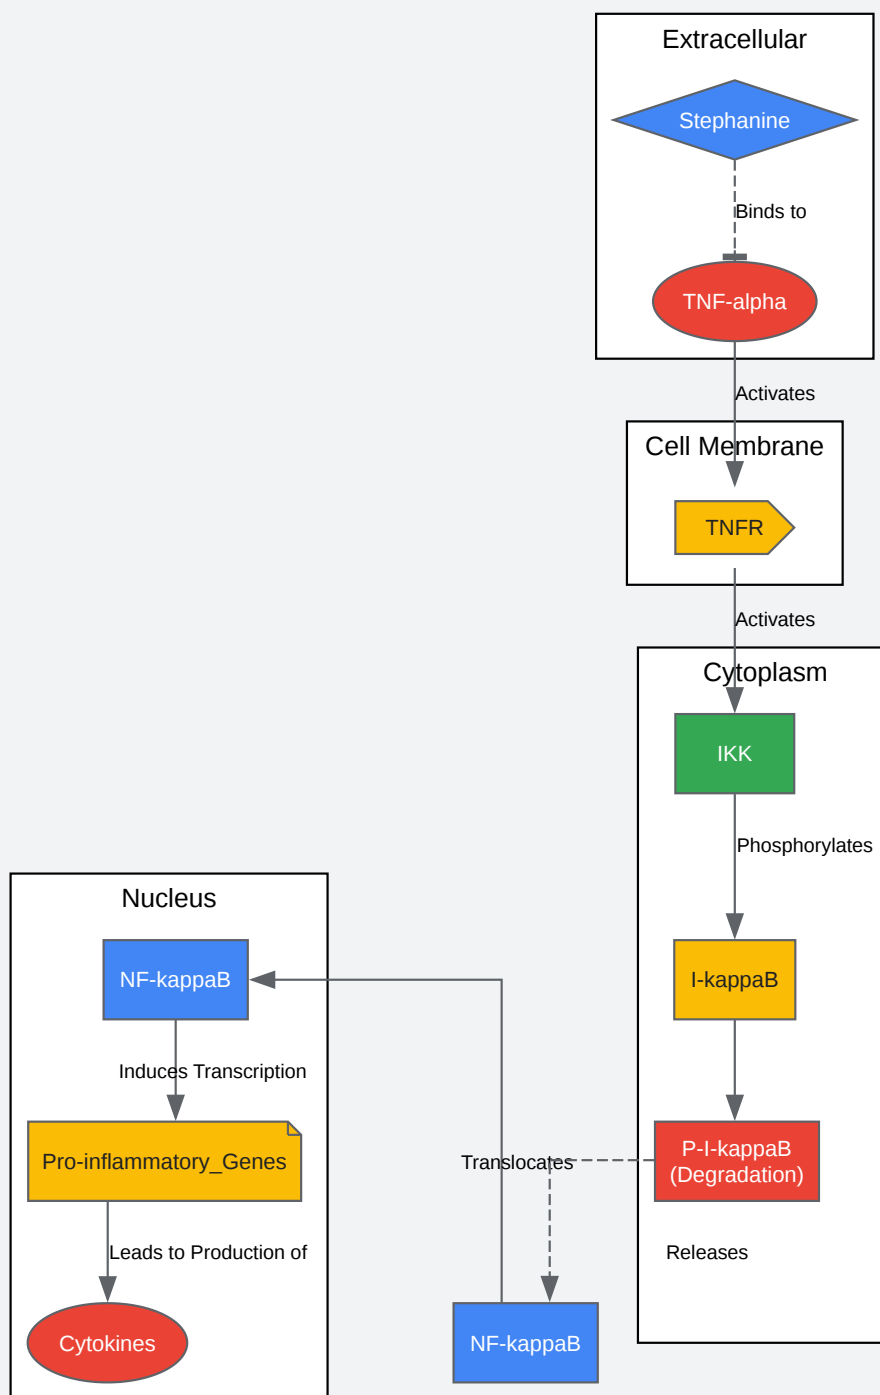 Extracellular
Stephanine
Binds to
TNF-alpha
Activates
Cell Membrane
TNFR
Activates
Cytoplasm
IKK
Phosphorylates
Nucleus
NF-kappaB
I-kappaB
Induces Transcription
Pro-inflammatory_Genes
Translocates
P-I-kappaB
(Degradation)
Leads to Production of
Releases
Cytokines
NF-kappaB